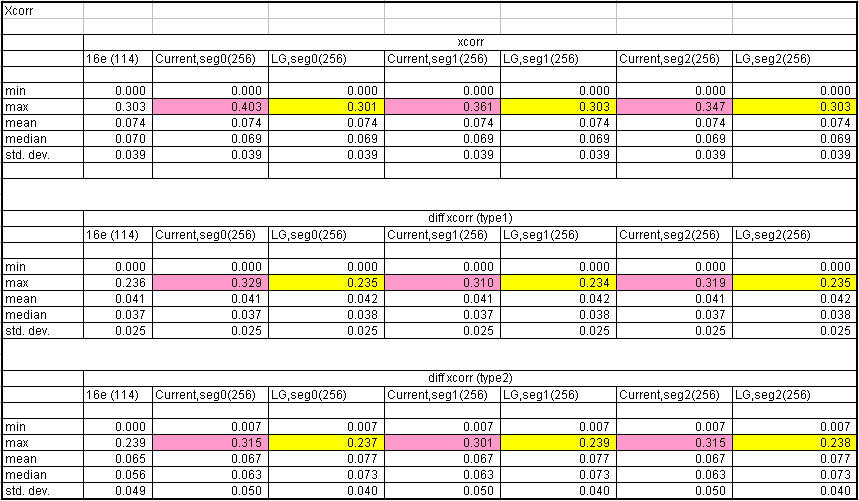 Xcorr
xcorr
16e (114) Current,seg0(256) LG,seg0(256) Current,seg1(256) LG,seg1(256) Current,seg2(256) LG,seg2(256)
min 0.000 0.000 0.000 0.000 0.000 0.000 0.000
max 0.303 0.403 0.301 0.361 0.303 0.347 0.303
mean 0.074 0.074 0.074 0.074 0.074 0.074 0.074
median 0.070 0.069 0.069 0.069 0.069 0.069 0.069
std. dev. 0.039 0.039 0.039 0.039 0.039 0.039 0.039
diff xcorr (type1)
16e (114) Current,seg0(256) LG,seg0(256) Current,seg1(256) LG,seg1(256) Current,seg2(256) LG,seg2(256)
min 0.000 0.000 0.000 0.000 0.000 0.000 0.000
max 0.236 0.329 0.235 0.310 0.234 0.319 0.235
mean 0.041 0.041 0.042 0.041 0.042 0.041 0.042
median 0.037 0.037 0.038 0.037 0.038 0.037 0.038
std. dev. 0.025 0.025 0.025 0.025 0.025 0.025 0.025
diff xcorr (type2)
16e (114) Current,seg0(256) LG,seg0(256) Current,seg1(256) LG,seg1(256) Current,seg2(256) LG,seg2(256)
min 0.000 0.007 0.007 0.007 0.007 0.007 0.007
max 0.239 0.315 0.237 0.301 0.239 0.315 0.238
mean 0.065 0.067 0.077 0.067 0.077 0.067 0.077
median 0.056 0.063 0.073 0.063 0.073 0.063 0.073
std. dev. 0.049 0.050 0.040 0.050 0.040 0.050 0.040